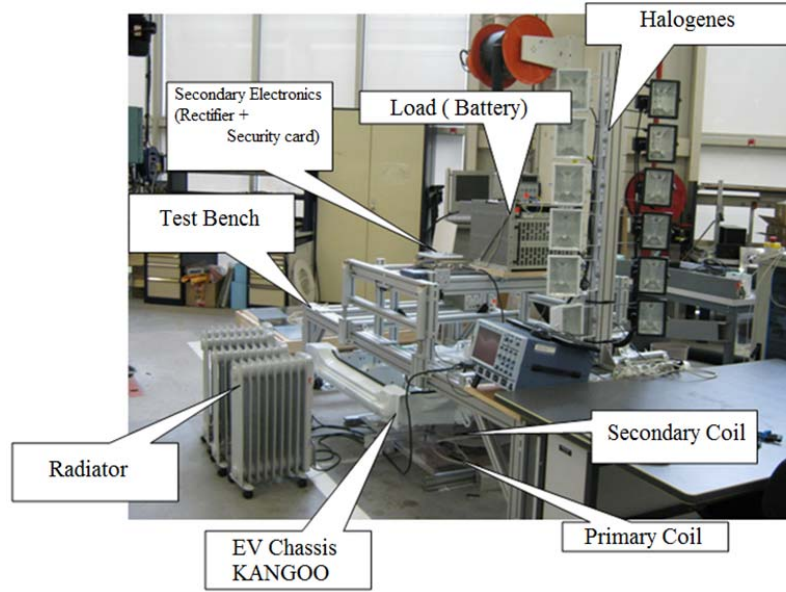 Halogenes
Secondary Electronics
(Rectifier +
Security card)
Load ( Battery)
Test Bench
Secondary Coil
Radiator
Primary Coil
EV Chassis
KANGOO